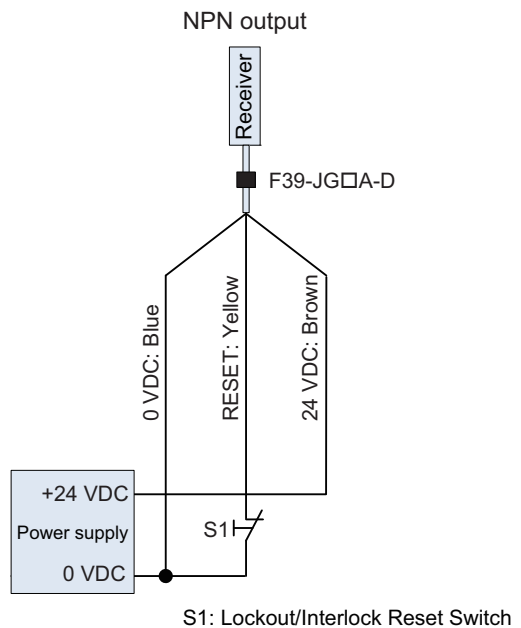 NPN output
Receiver
F39-JG□A-D
0 VDC: Blue
RESET: Yellow
24 VDC: Brown
+24 VDC
Power supply
S1
0 VDC
S1: Lockout/Interlock Reset Switch